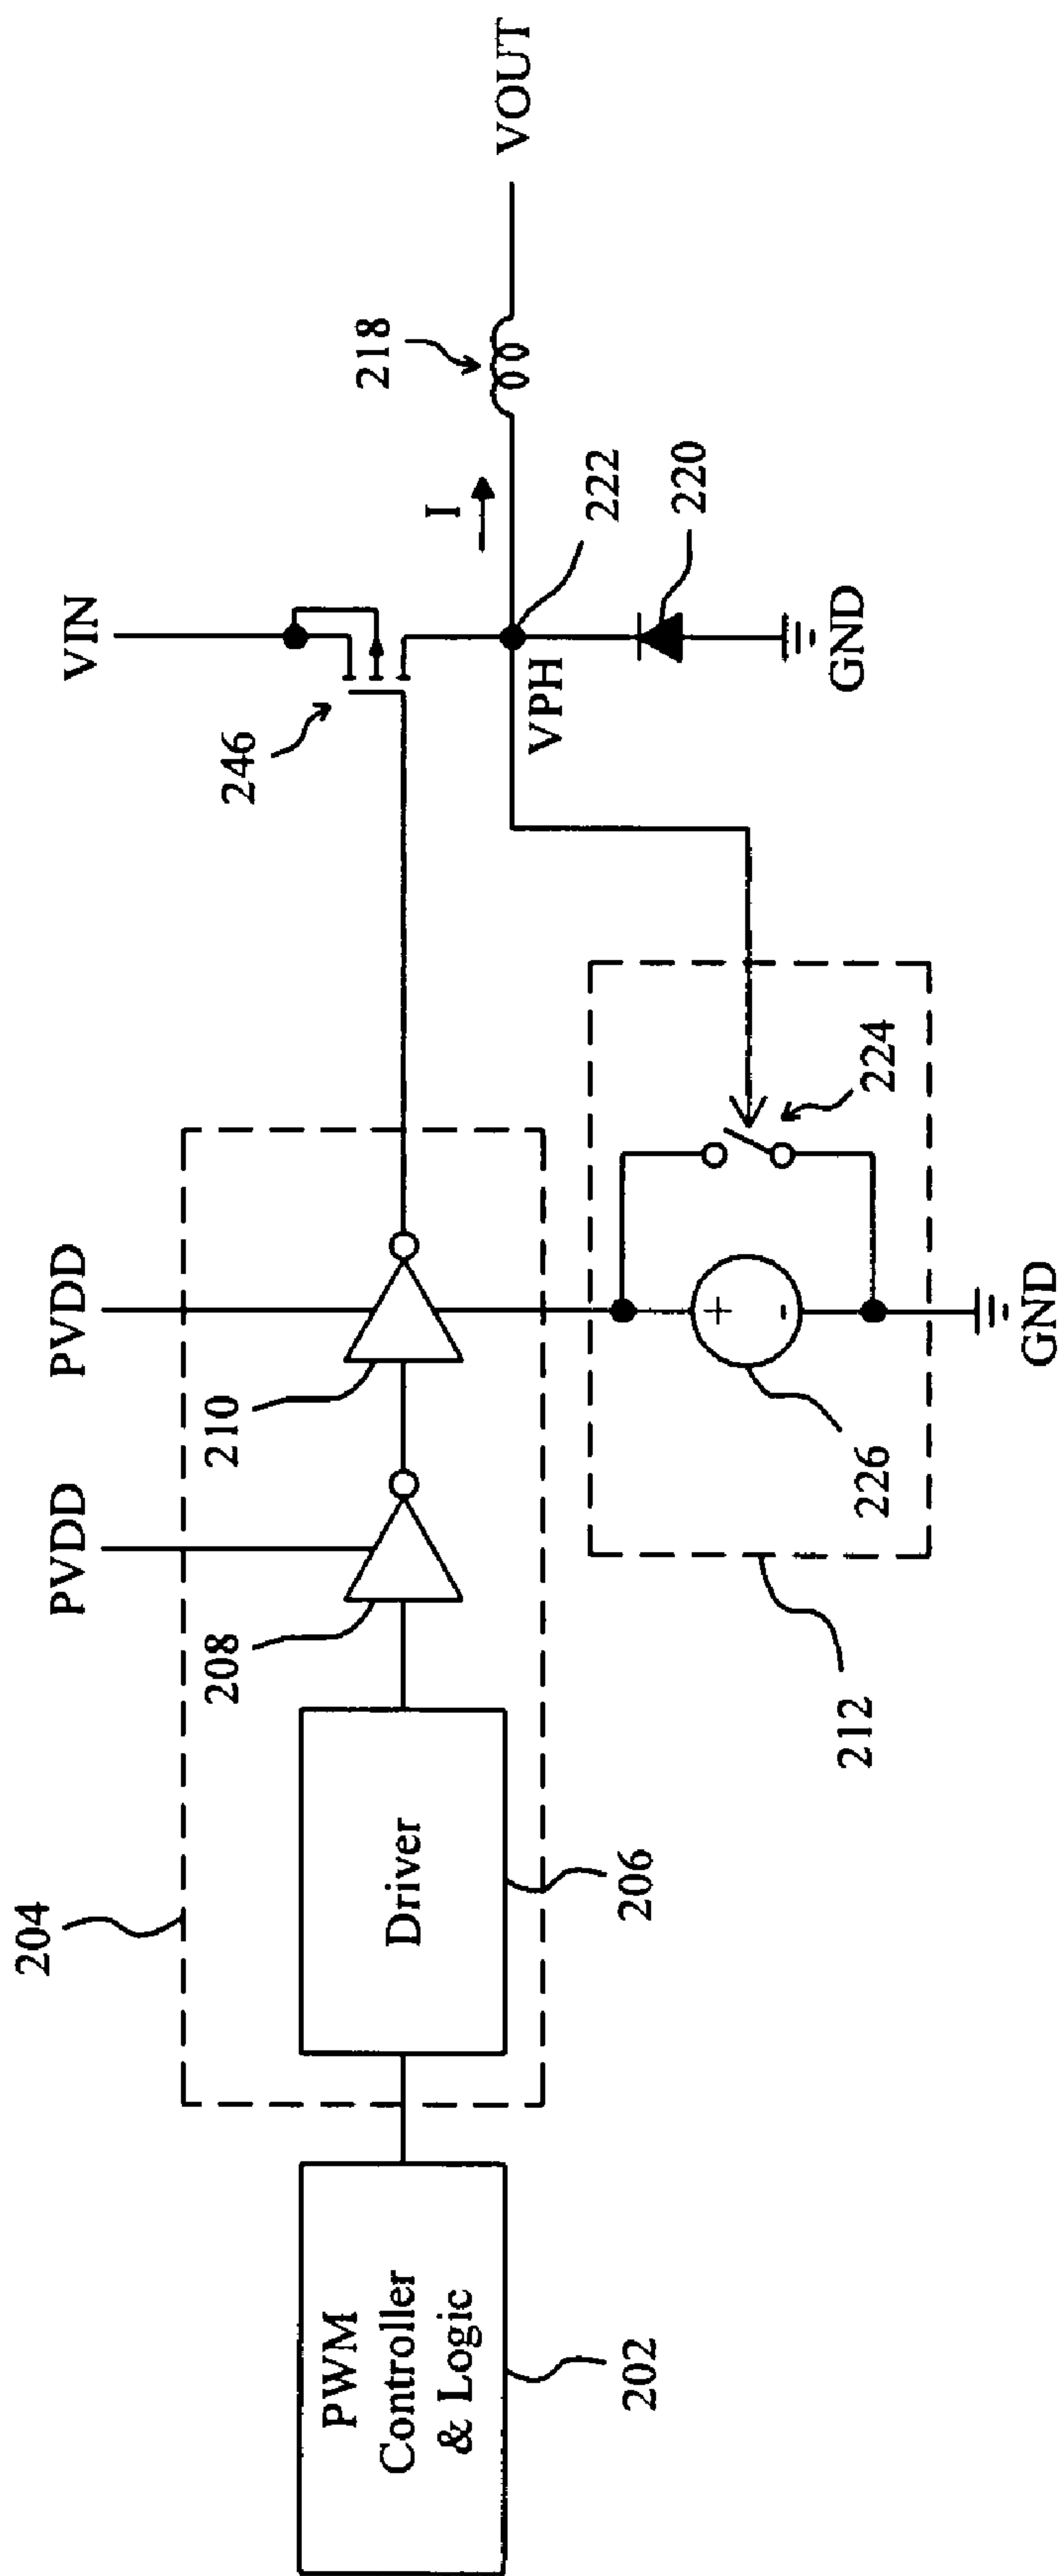 PWM
Controller
& Logic
202
204
Driver
206
PVDD
208
PVDD
210
212
226
224
GND
VIN
246
VPH
222
I
218
VOUT
220
GND